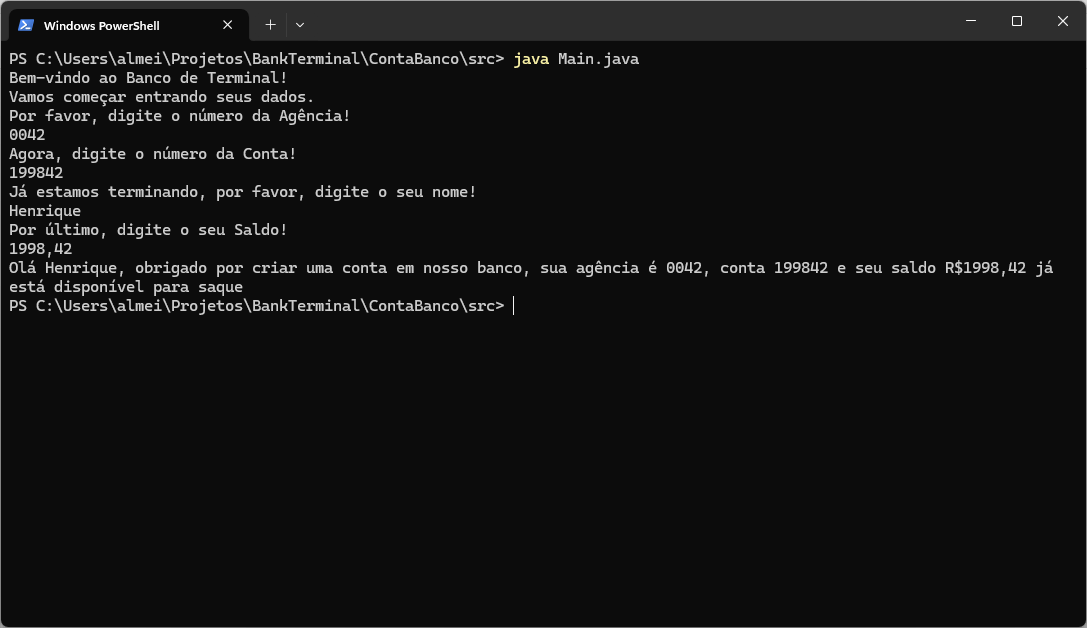 Windows PowerShell
PS C:\Users\almei\Projetos\BankTerminal\ContaBanco\src> java Main.java
Bem-vindo ao Banco de Terminal!
Vamos começar entrando seus dados.
Por favor, digite o número da Agência!
0042
Agora, digite o número da Conta!
199842
Já estamos terminando, por favor, digite o seu nome!
Henrique
Por último, digite o seu Saldo!
1998,42
Olá Henrique, obrigado por criar uma conta em nosso banco, sua agência é 0042, conta 199842 e seu saldo R$1998,42 já
está disponível para saque
PS C:\Users\almei\Projetos\BankTerminal\ContaBanco\src>